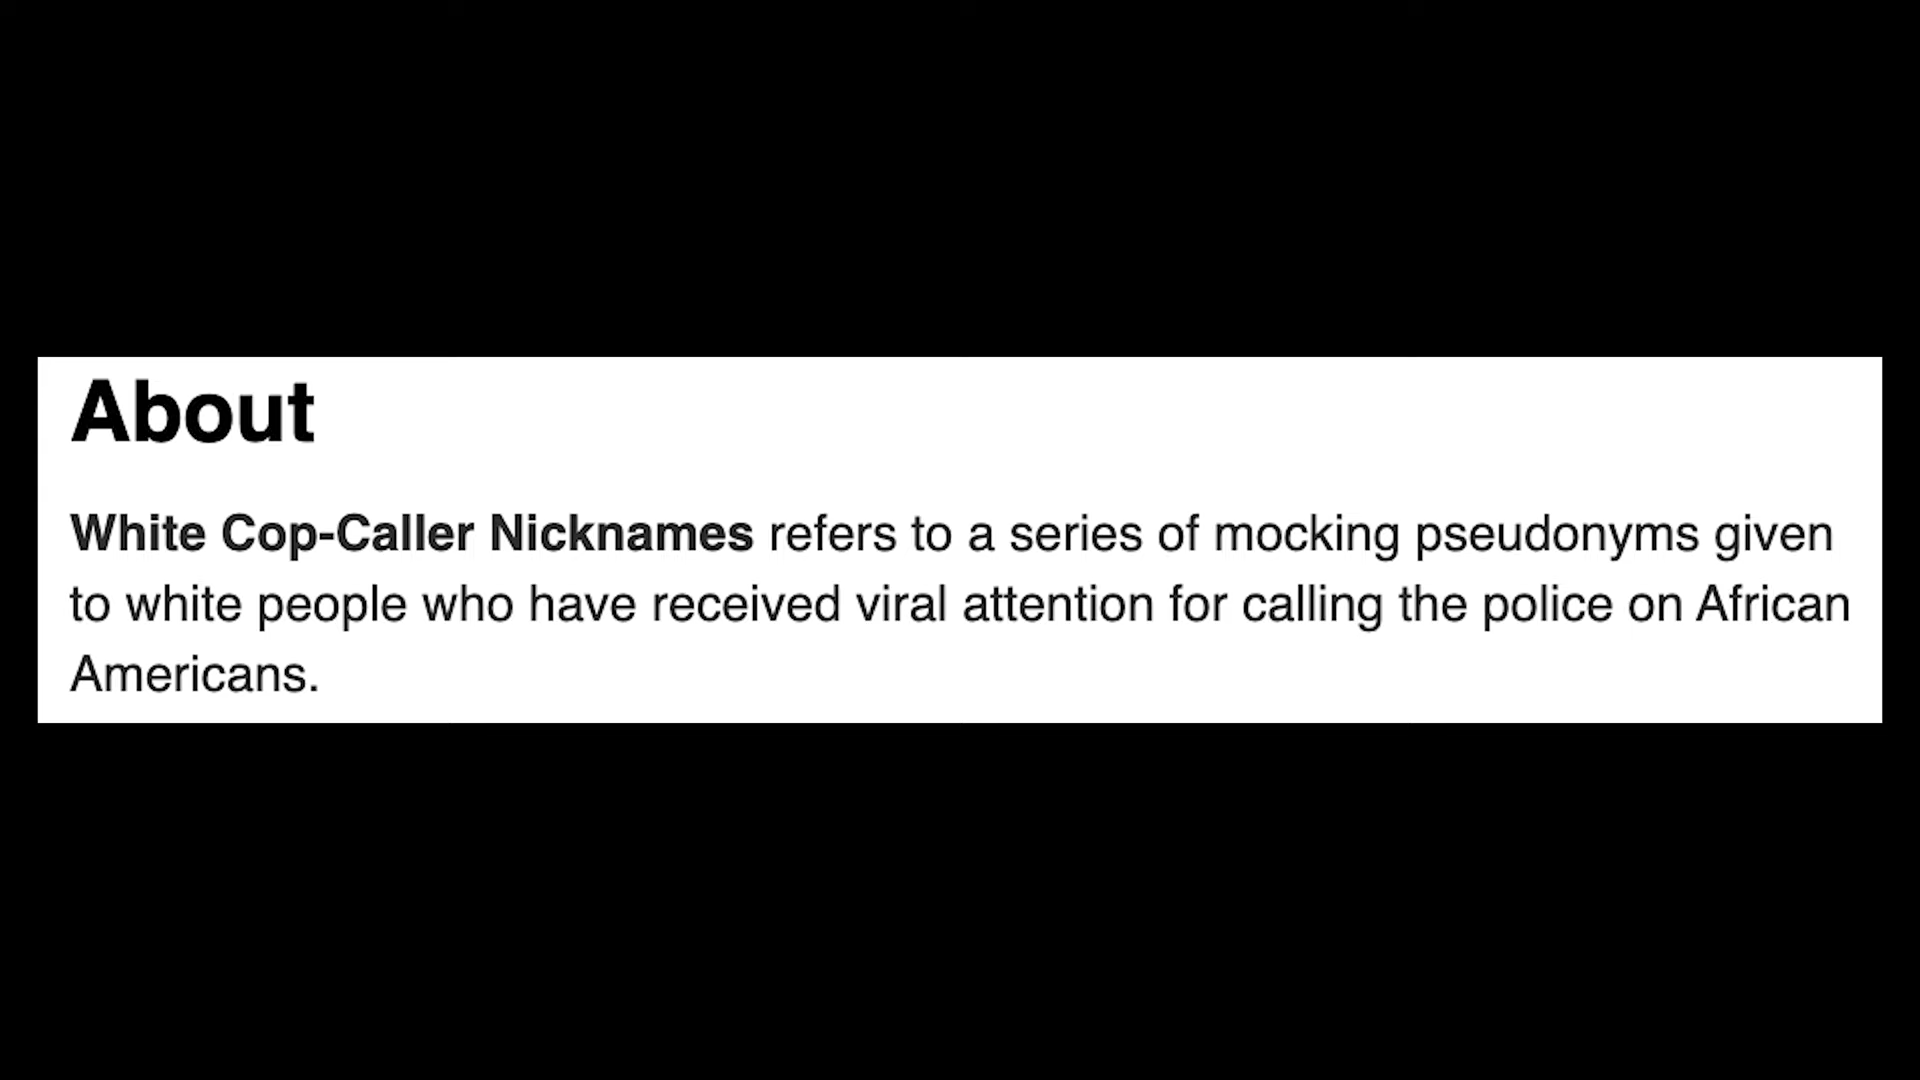 About
White Cop-Caller Nicknames refers to a series of mocking pseudonyms given
to white people who have received viral attention for calling the police on African
Americans.